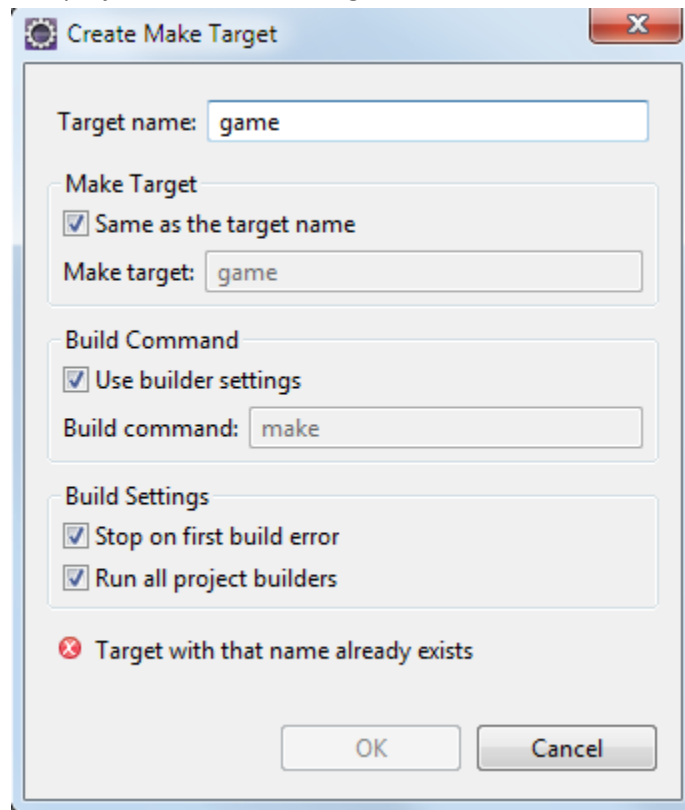 Create Make Target
Target name: game
Make Target
Same as the target name
Make target: game
Build Command
Use builder settings
Build command: make
Build Settings
Stop on first build error
Run all project builders
Target with that name already exists
OK Cancel